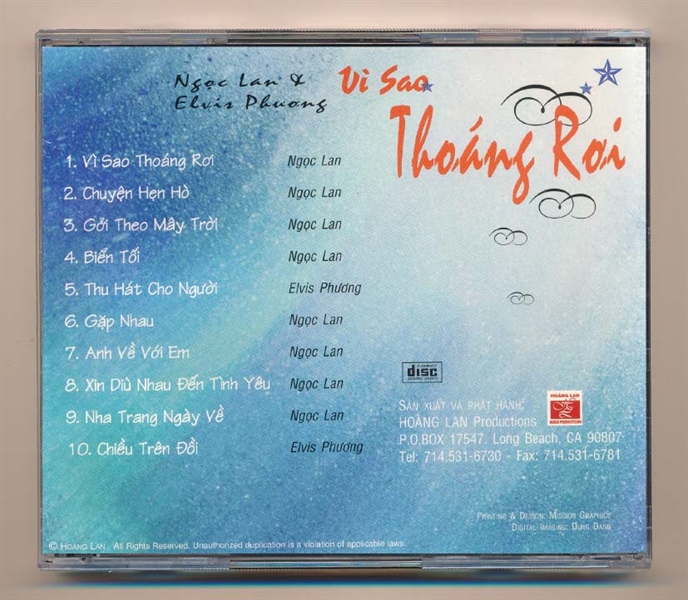 Ngọc Lan &
Elvis Phương
Vì Sao
Thoáng Rơi
1. Vì Sao Thoáng Rơi Ngọc Lan
2. Chuyện Hẹn Hò Ngọc Lan
3. Gởi Theo Mây Trời Ngọc Lan
4. Biển Tối Ngọc Lan
5. Thu Hát Cho Người Elvis Phương
6. Gặp Nhau Ngọc Lan
7. Anh Về Với Em Ngọc Lan
8. Xin Dìu Nhau Đến Tình Yêu Ngọc Lan
9. Nha Trang Ngày Về Ngọc Lan
10. Chiều Trên Đồi Elvis Phương
COMPACT
disc
DIGITAL AUDIO
HOÀNG LAN
SẢN XUẤT VÀ PHÁT HÀNH:
HOÀNG LAN Productions
P.O.BOX 17547. Long Beach, CA 90807
Tel: 714.531-6730 - Fax: 714.531-6781
PRINTING & DESIGN: MISSION GRAPHICS
DIGITAL IMAGING: DUNG DANG
© HOANG LAN . All Rights Reserved. Unauthorized duplication is a violation of applicable laws.